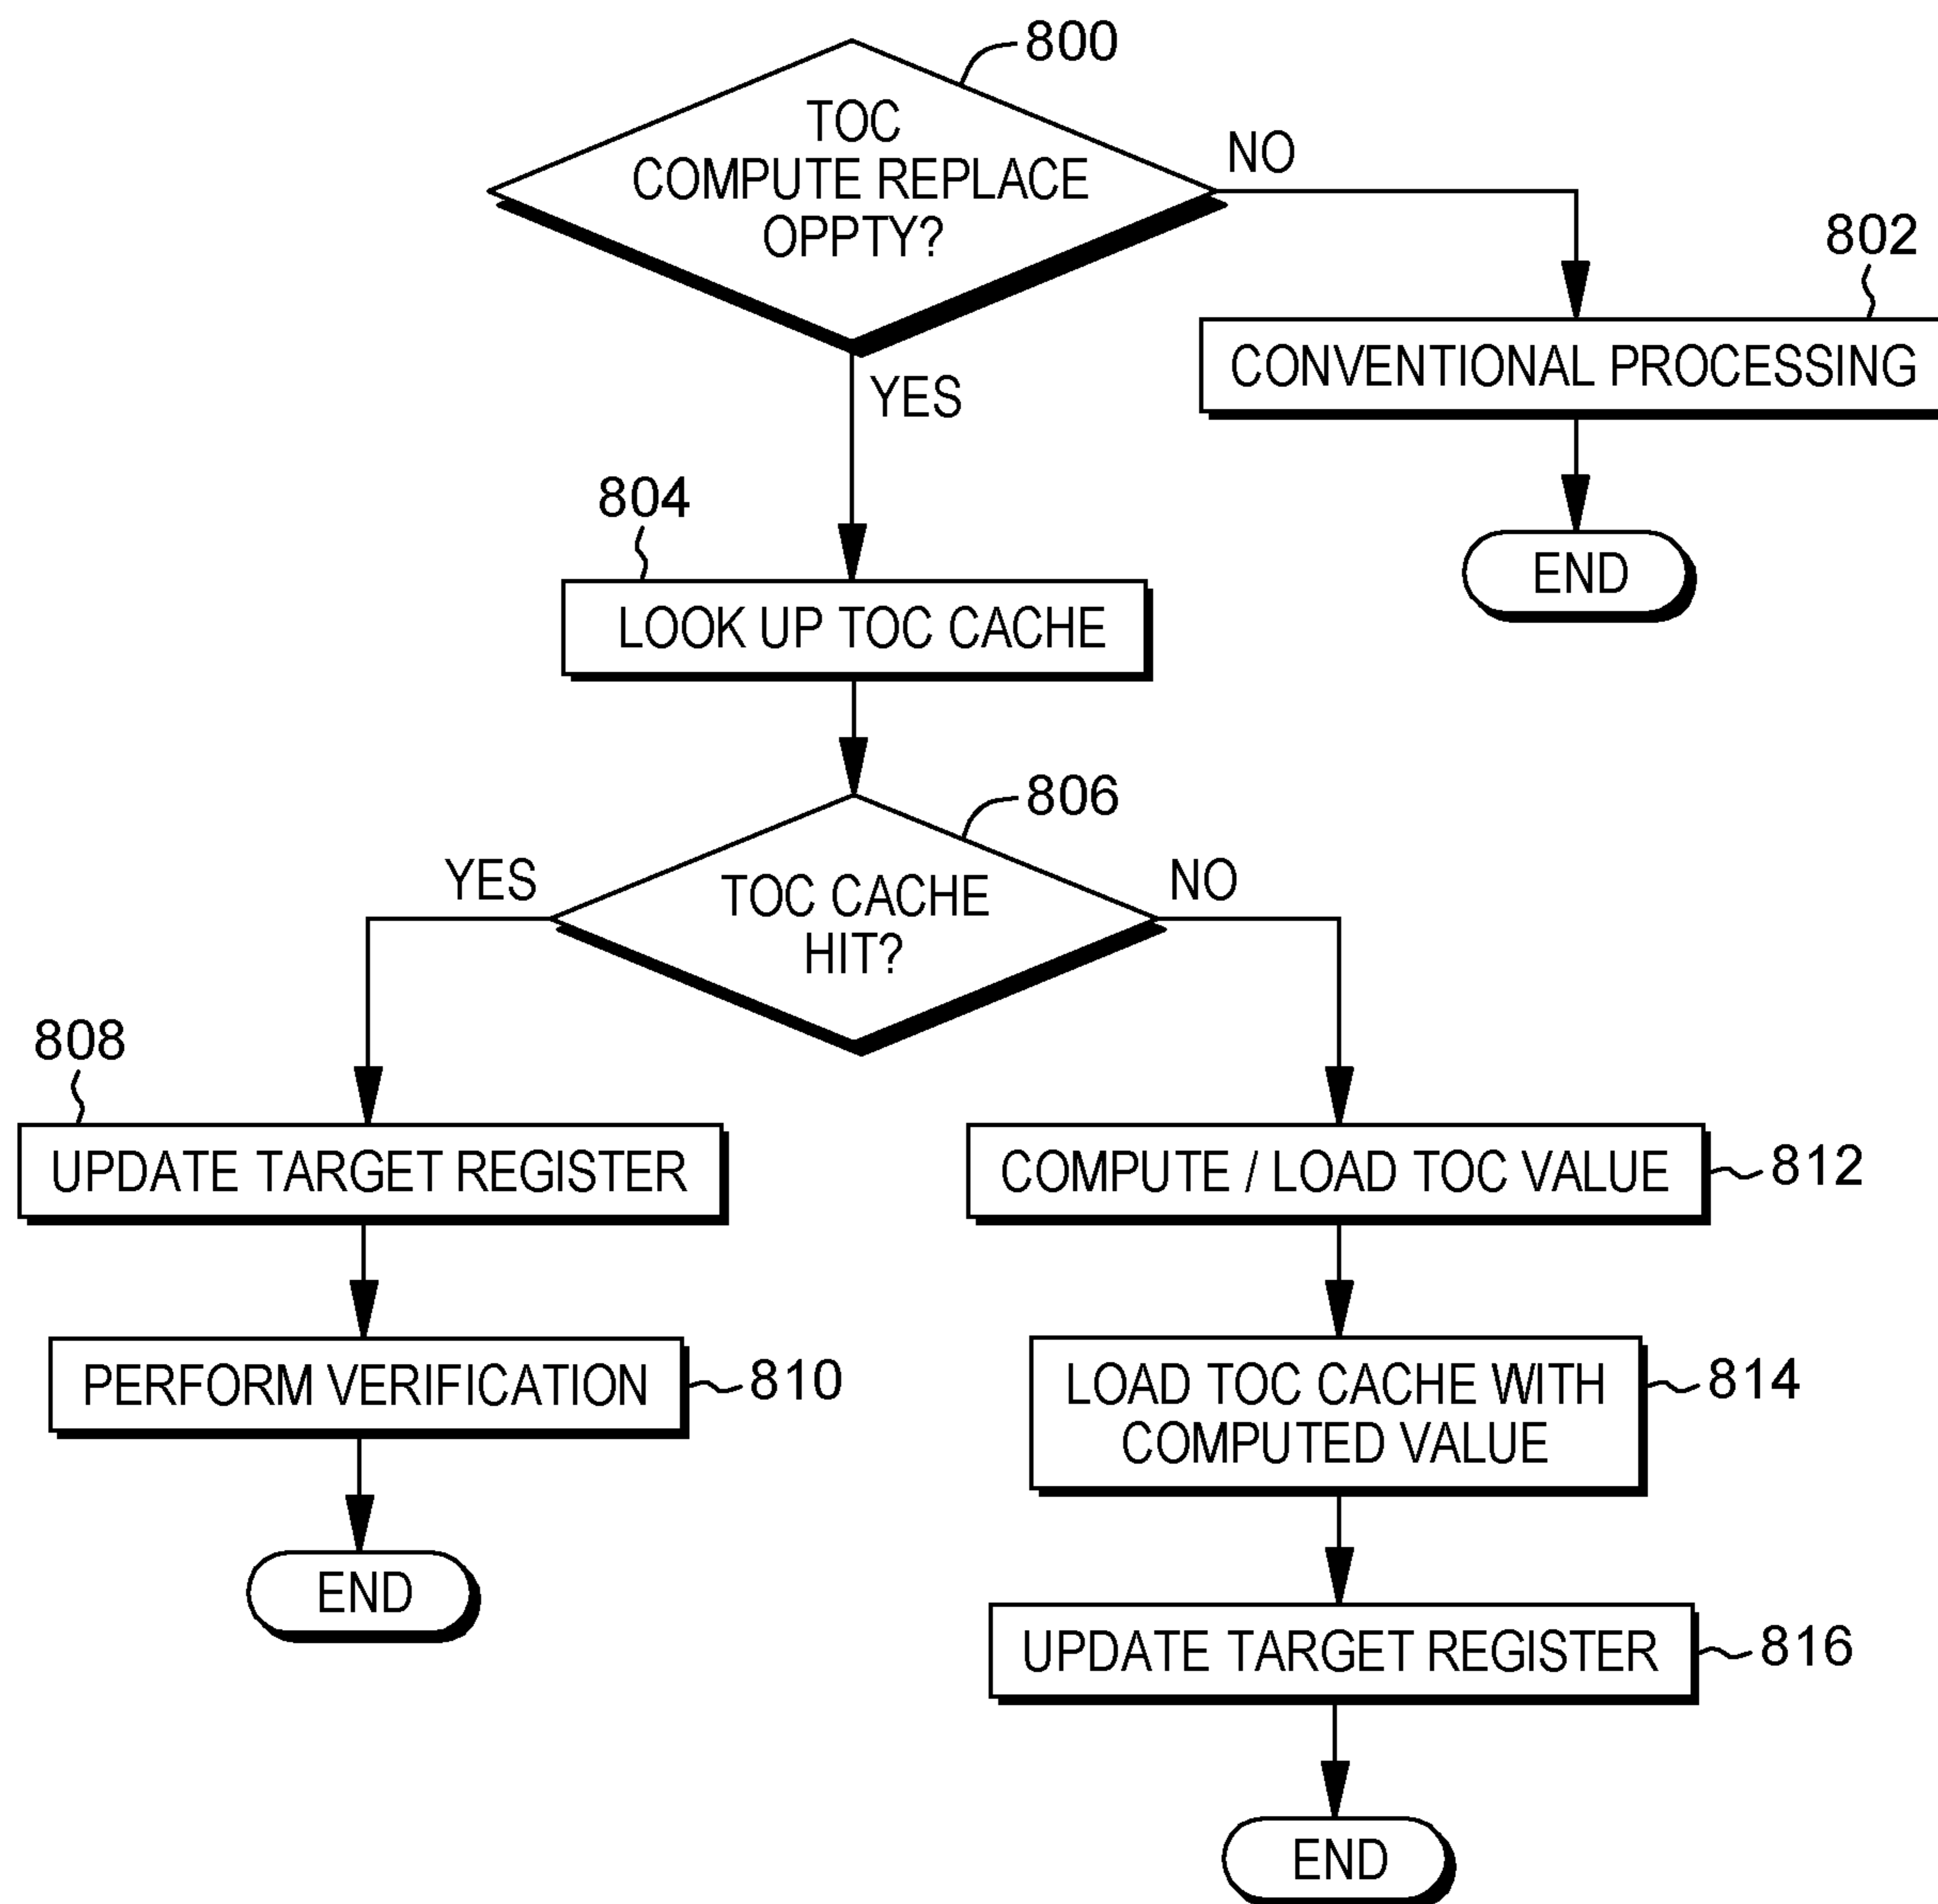 800
TOC
COMPUTE REPLACE
OPPTY?
NO
802
CONVENTIONAL PROCESSING
END
YES
804
LOOK UP TOC CACHE
806
TOC CACHE
HIT?
YES
NO
808
UPDATE TARGET REGISTER
PERFORM VERIFICATION
810
END
COMPUTE / LOAD TOC VALUE
812
LOAD TOC CACHE WITH
COMPUTED VALUE
814
UPDATE TARGET REGISTER
816
END